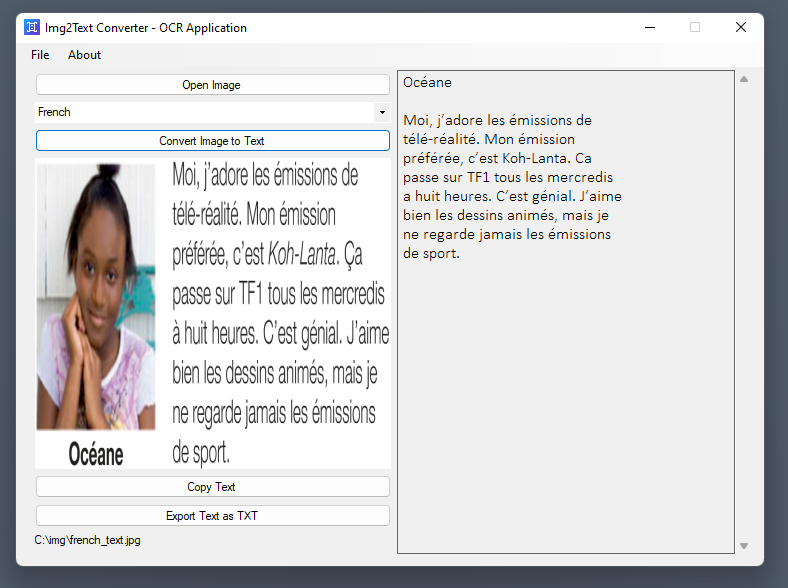 Img2Text Converter - OCR Application
File About
Open Image
French
Convert Image to Text
Moi, j’adore les émissions de
télé-réalité. Mon émission
préférée, c’est Koh-Lanta. Ça
passe sur TF1 tous les mercredis
à huit heures. C’est génial. J’aime
bien les dessins animés, mais je
ne regarde jamais les émissions
de sport.
Océane
Copy Text
Export Text as TXT
C:\img\french_text.jpg
Océane
Moi, j’adore les émissions de
télé-réalité. Mon émission
préférée, c’est Koh-Lanta. Ca
passe sur TF1 tous les mercredis
a huit heures. C’est génial. J’aime
bien les dessins animés, mais je
ne regarde jamais les émissions
de sport.